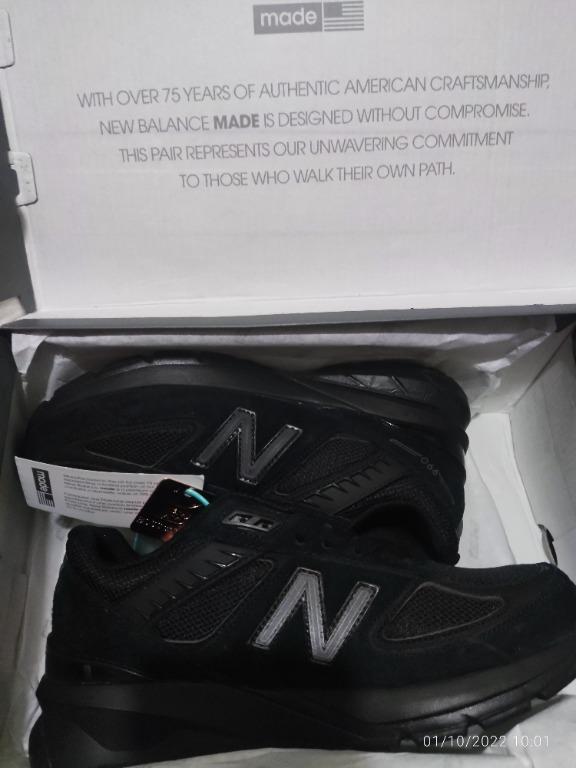 made
WITH OVER 75 YEARS OF AUTHENTIC AMERICAN CRAFTSMANSHIP,
NEW BALANCE MADE IS DESIGNED WITHOUT COMPROMISE.
THIS PAIR REPRESENTS OUR UNWAVERING COMMITMENT
TO THOSE WHO WALK THEIR OWN PATH.
N
990
made
N
01/10/2022 10:01